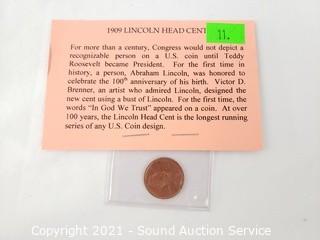 1909 LINCOLN HEAD CENT
11.
For more than a century, Congress would not depict a
recognizable person on a U.S. coin until Teddy
Roosevelt became President. For the first time in
history, a person, Abraham Lincoln, was honored to
celebrate the 100th anniversary of his birth. Victor D.
Brenner, an artist who admired Lincoln, designed the
new cent using a bust of Lincoln. For the first time, the
words "In God We Trust" appeared on a coin. At over
100 years, the Lincoln Head Cent is the longest running
series of any U.S. Coin design.
Copyright 2021 - Sound Auction Service